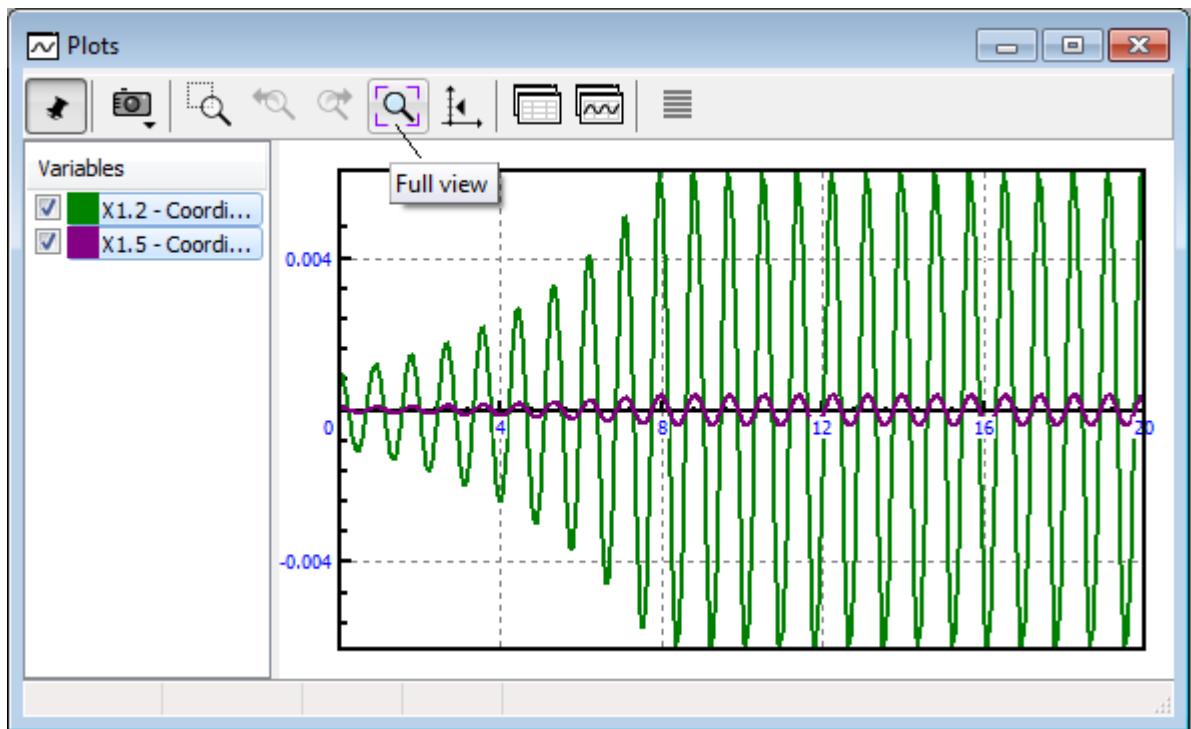 Plots
Full view
Variables
X1.2 - Coordi...
X1.5 - Coordi...
0.004
0 4 8 12 16 20
-0.004